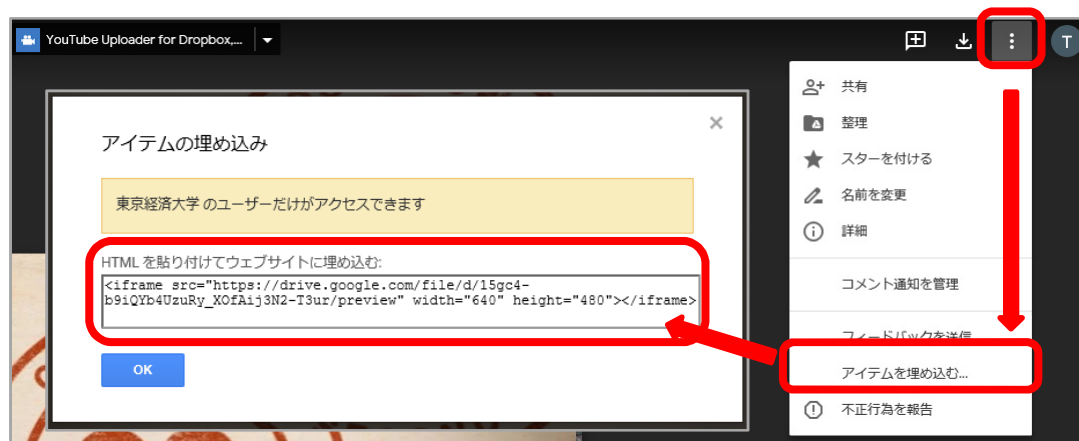 YouTube Uploader for Dropbox,...
T
共有
整理
スターを付ける
名前を変更
詳細
コメント通知を管理
フィードバックを送信
アイテムを埋め込む...
不正行為を報告
アイテムの埋め込み
東京経済大学 のユーザーだけがアクセスできます
HTML を貼り付けてウェブサイトに埋め込む:
<iframe src="https://drive.google.com/file/d/15gc4-
b9iQYb4UzuRy_XOfAij3N2-T3ur/preview" width="640" height="480"></iframe>
OK